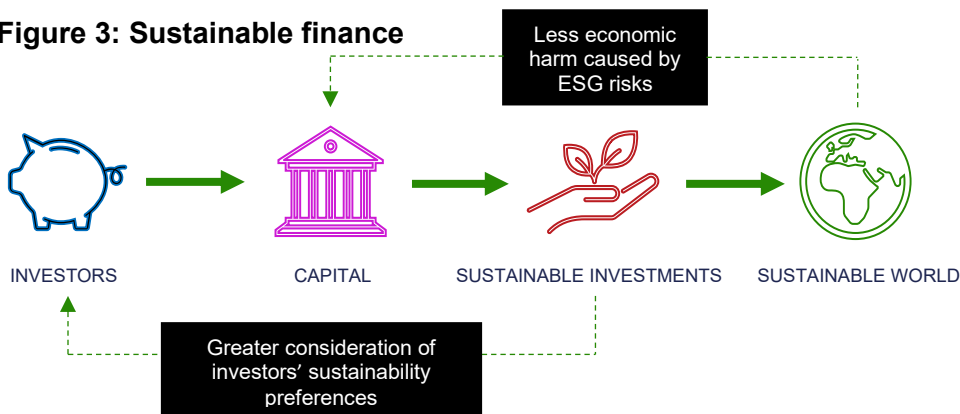 Figure 3: Sustainable finance
Less economic
harm caused by
ESG risks
INVESTORS
CAPITAL
SUSTAINABLE INVESTMENTS
SUSTAINABLE WORLD
Greater consideration of
investors’ sustainability
preferences